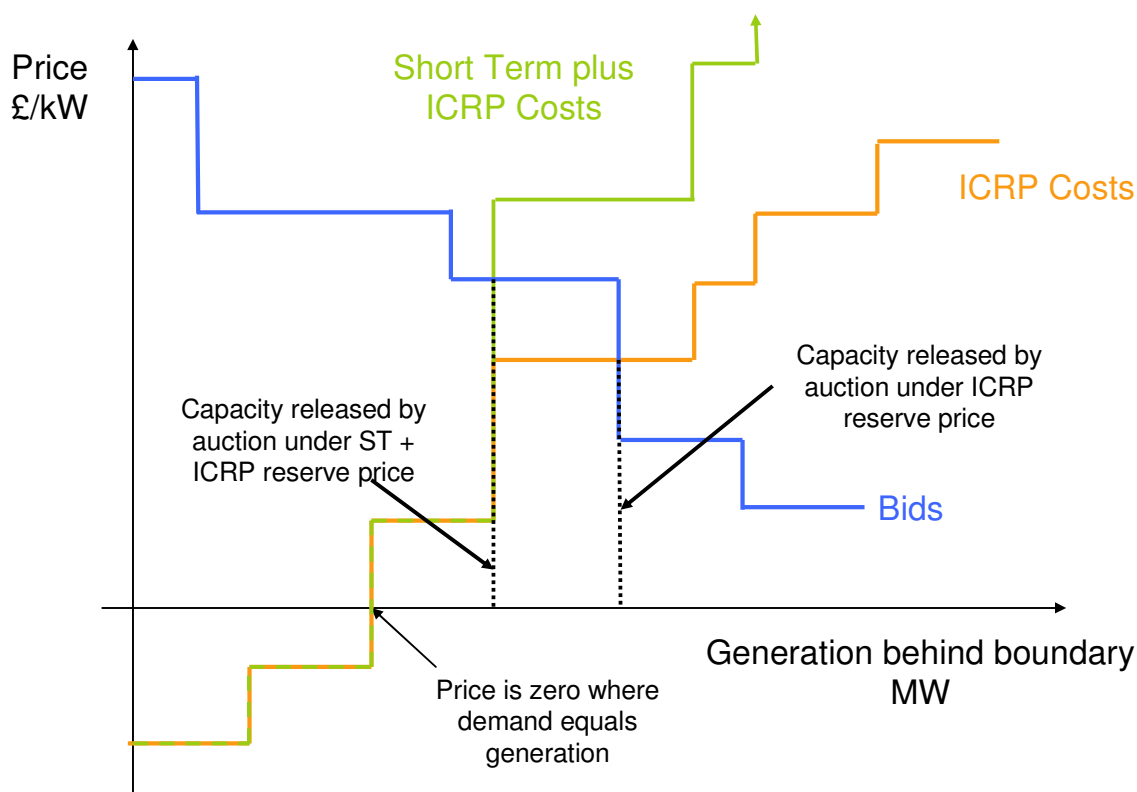 Price
£/kW
Short Term plus
ICRP Costs
ICRP Costs
Capacity released by
auction under ICRP
reserve price
Capacity released by
auction under ST +
ICRP reserve price
Bids
Generation behind boundary
MW
Price is zero where
demand equals
generation